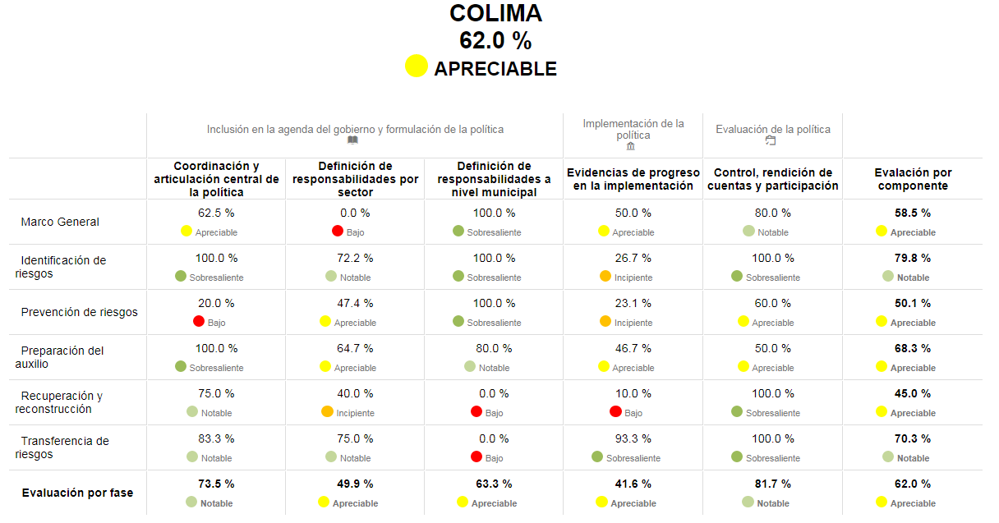 COLIMA
62.0 %
APRECIABLE
Inclusión en la agenda del gobierno y formulación de la política
Implementación de la
política
Evaluación de la política
Coordinación y
articulación central de
la política
Definición de
responsabilidades por
sector
Definición de
responsabilidades a
nivel municipal
Evidencias de progreso
en la implementación
Control, rendición de
cuentas y participación
Evalación por
componente
Marco General
62.5 %
Apreciable
0.0 %
Bajo
100.0 %
Sobresaliente
50.0 %
Apreciable
80.0 %
Notable
58.5 %
Apreciable
Identificación de
riesgos
100.0 %
Sobresaliente
72.2 %
Notable
100.0 %
Sobresaliente
26.7 %
Incipiente
100.0 %
Sobresaliente
79.8 %
Notable
Prevención de riesgos
20.0 %
Bajo
47.4 %
Apreciable
100.0 %
Sobresaliente
23.1 %
Incipiente
60.0 %
Apreciable
50.1 %
Apreciable
Preparación del
auxilio
100.0 %
Sobresaliente
64.7 %
Apreciable
80.0 %
Notable
46.7 %
Apreciable
50.0 %
Apreciable
68.3 %
Apreciable
Recuperación y
reconstrucción
75.0 %
Notable
40.0 %
Incipiente
0.0 %
Bajo
10.0 %
Bajo
100.0 %
Sobresaliente
45.0 %
Apreciable
Transferencia de
riesgos
83.3 %
Notable
75.0 %
Notable
0.0 %
Bajo
93.3 %
Sobresaliente
100.0 %
Sobresaliente
70.3 %
Notable
Evaluación por fase
73.5 %
Notable
49.9 %
Apreciable
63.3 %
Apreciable
41.6 %
Apreciable
81.7 %
Notable
62.0 %
Apreciable